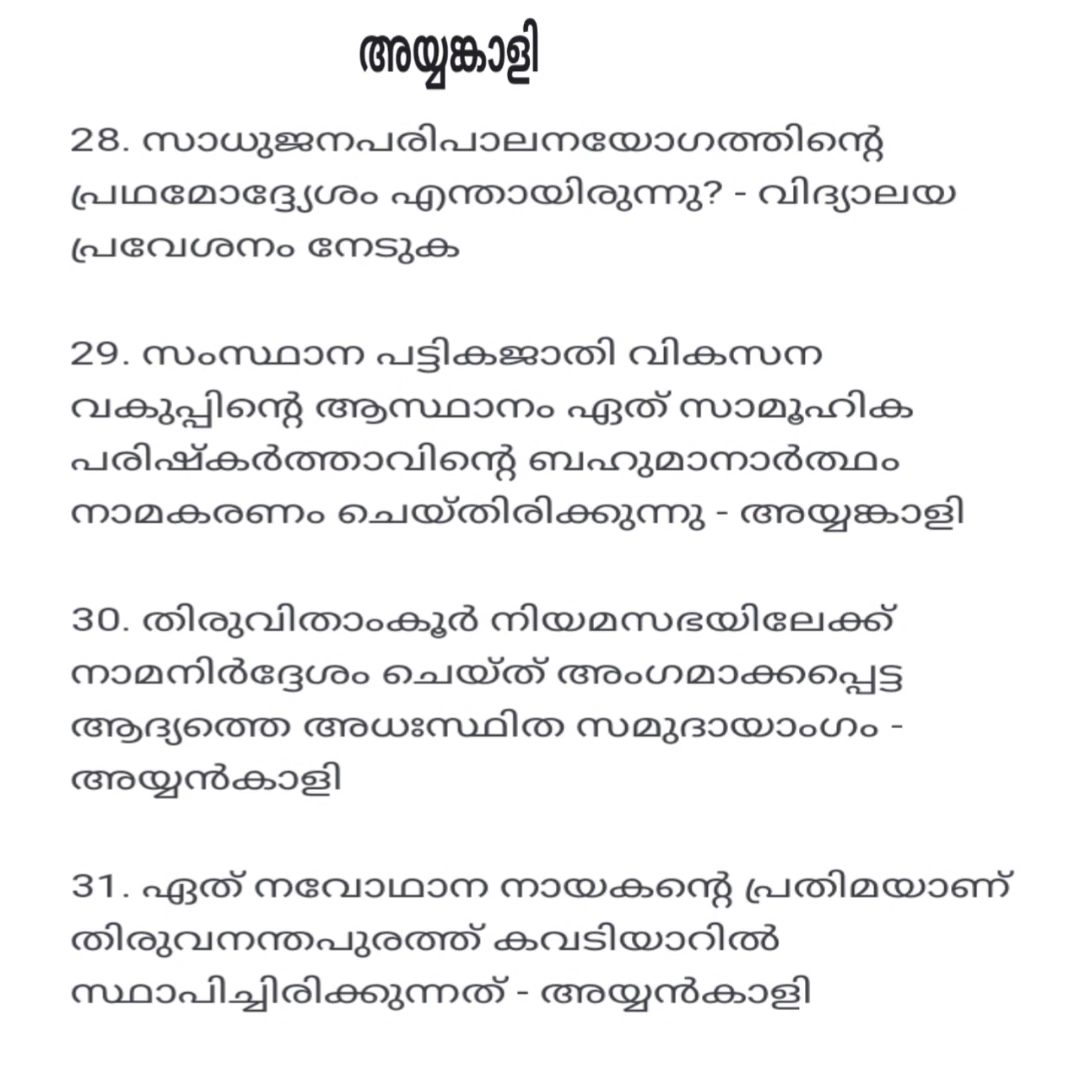 അയ്യങ്കാളി
28. സാധുജനപരിപാലനയോഗത്തിന്റെ
പ്രഥമോദ്ദ്യേശം എന്തായിരുന്നു? - വിദ്യാലയ
പ്രവേശനം നേടുക
29. സംസ്ഥാന പട്ടികജാതി വികസന
വകുപ്പിന്റെ ആസ്ഥാനം ഏത് സാമൂഹിക
പരിഷ്കർത്താവിന്റെ ബഹുമാനാർത്ഥം
നാമകരണം ചെയ്തിരിക്കുന്നു - അയ്യങ്കാളി
30. തിരുവിതാംകൂർ നിയമസഭയിലേക്ക്
നാമനിർദ്ദേശം ചെയ്ത് അംഗമാക്കപ്പെട്ട
ആദ്യത്തെ അധഃസ്ഥിത സമുദായാംഗം -
അയ്യൻകാളി
31. ഏത് നവോഥാന നായകന്റെ പ്രതിമയാണ്
തിരുവനന്തപുരത്ത് കവടിയാറിൽ
സ്ഥാപിച്ചിരിക്കുന്നത് - അയ്യൻകാളി